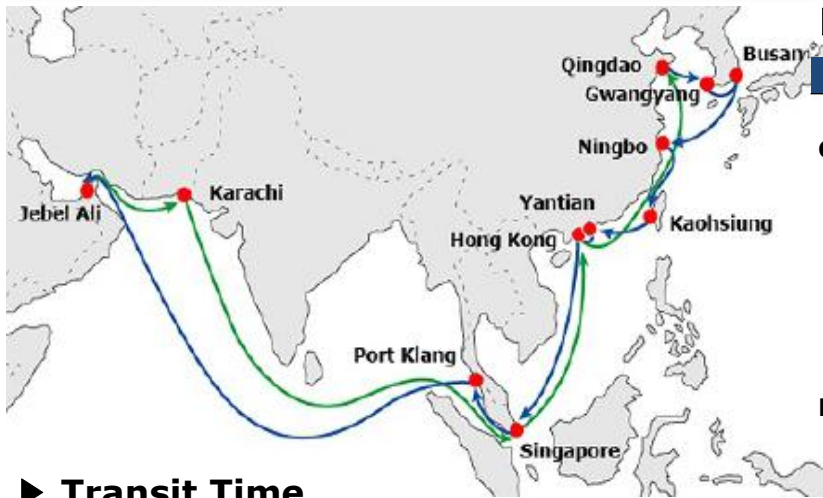 Busan
Qingdao
Gwangyang
Ningbo
Yantian
Karachi
Jebel Ali
Kaohsiung
Hong Kong
Port Klang
Singapore
▶ Transit Time